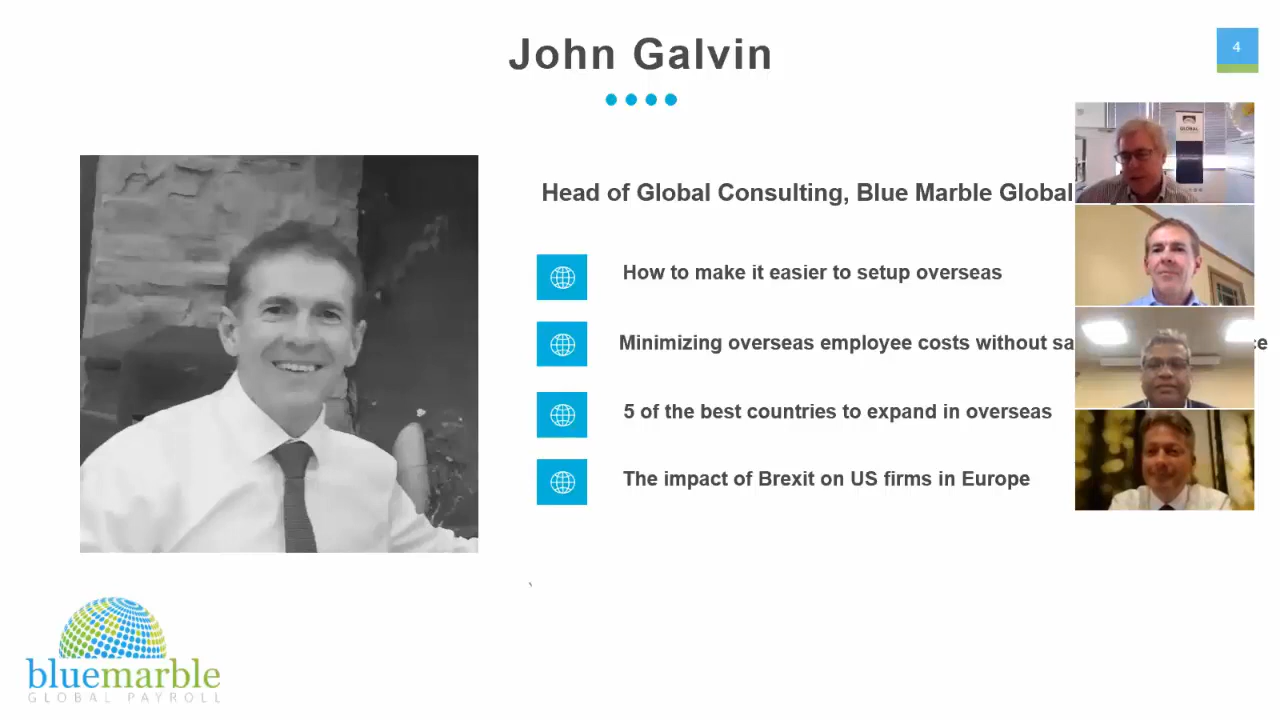 John Galvin
4
GLOBAL
Head of Global Consulting, Blue Marble Global
How to make it easier to setup overseas
Minimizing overseas employee costs without sa ce
5 of the best countries to expand in overseas
The impact of Brexit on US firms in Europe
bluemarble
GLOBAL PAYROLL